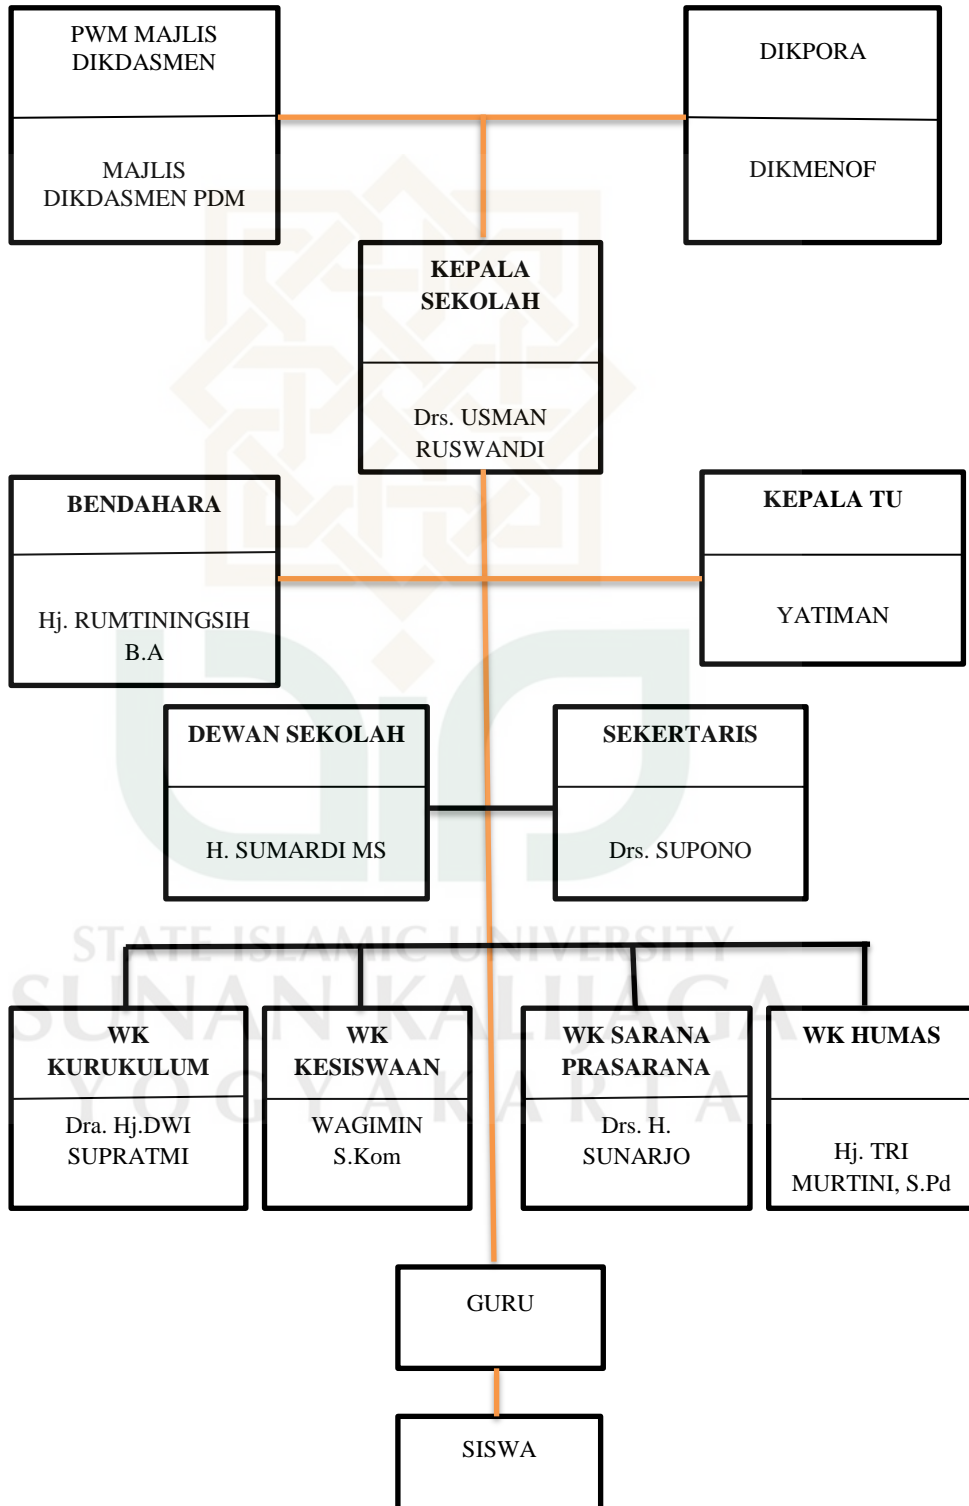 PWM MAJLIS
DIKDASMEN
MAJLIS
DIKDASMEN PDM
DIKPORA
DIKMENOF
KEPALA
SEKOLAH
Drs. USMAN
RUSWANDI
BENDAHARA
Hj. RUMTININGSIH
B.A
KEPALA TU
YATIMAN
DEWAN SEKOLAH
H. SUMARDI MS
SEKERTARIS
Drs. SUPONO
STATE ISLAMIC UNIVERSITY
SUNAN KALIJAGA
YOGYAKARTA
WK
KURUKULUM
Dra. Hj.DWI
SUPRATMI
WK
KESISWAAN
WAGIMIN
S.Kom
WK SARANA
PRASARANA
Drs. H.
SUNARJO
WK HUMAS
Hj. TRI
MURTINI, S.Pd
GURU
SISWA